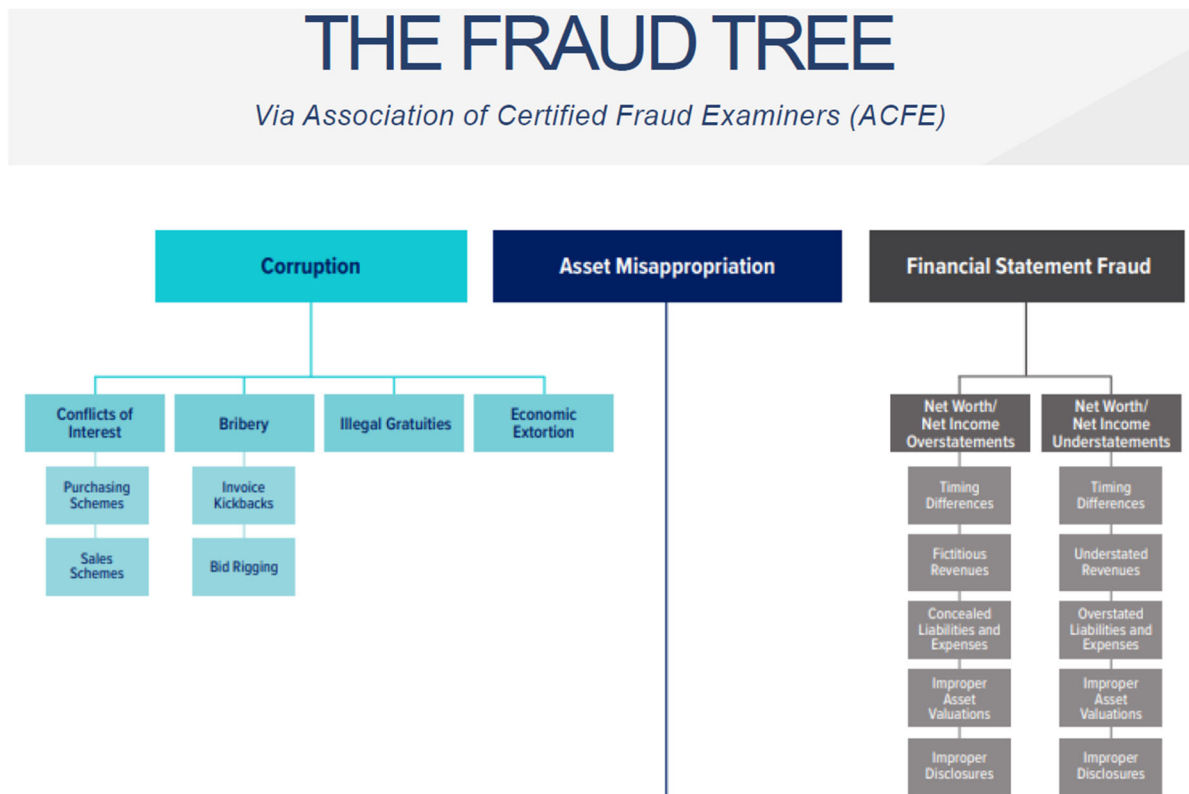 THE FRAUD TREE
Via Association of Certified Fraud Examiners (ACFE)
Corruption
Asset Misappropriation
Financial Statement Fraud
Conflicts of
Interest
Bribery
Illegal Gratuities
Economic
Extortion
Net Worth/
Net Income
Overstatements
Net Worth/
Net Income
Understatements
Purchasing
Schemes
Invoice
Kickbacks
Timing
Differences
Timing
Differences
Sales
Schemes
Bid Rigging
Fictitious
Revenues
Understated
Revenues
Concealed
Liabilities and
Expenses
Overstated
Liabilities and
Expenses
Improper
Asset
Valuations
Improper
Asset
Valuations
Improper
Disclosures
Improper
Disclosures